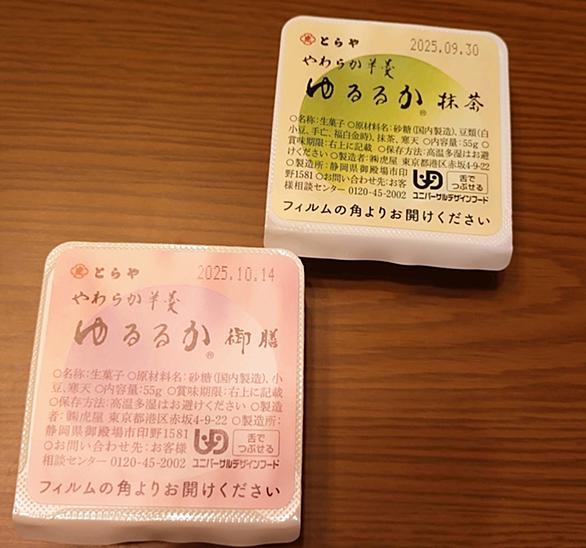 とらや 2025.09.30
やわらか羊羹
ゆるるか® 抹茶
○名称:生菓子 ○原材料名:砂糖(国内製造)、豆類(白
小豆、手亡、福白金時)、抹茶、寒天 ○内容量:55g ○
賞味期限:右上に記載 ○保存方法:高温多湿はお避
けください ○製造者:㈱虎屋 東京都港区赤坂4-9-22
○製造所:静岡県御殿場市印
野1581 ○お問い合わせ先:お客
様相談センター 0120-45-2002
UD 舌で
つぶせる
ユニバーサルデザインフード
フィルムの角よりお開けください
とらや 2025.10.14
やわらか羊羹
ゆるるか® 御膳
○名称:生菓子 ○原材料名:砂糖(国内製造)、小
豆、寒天 ○内容量:55g ○賞味期限:右上に記載
○保存方法:高温多湿はお避けください ○製造
者:㈱虎屋 東京都港区赤坂4-9-22 ○製造所:
静岡県御殿場市印野1581
○お問い合わせ先:お客様
相談センター 0120-45-2002
UD 舌で
つぶせる
ユニバーサルデザインフード
フィルムの角よりお開けください